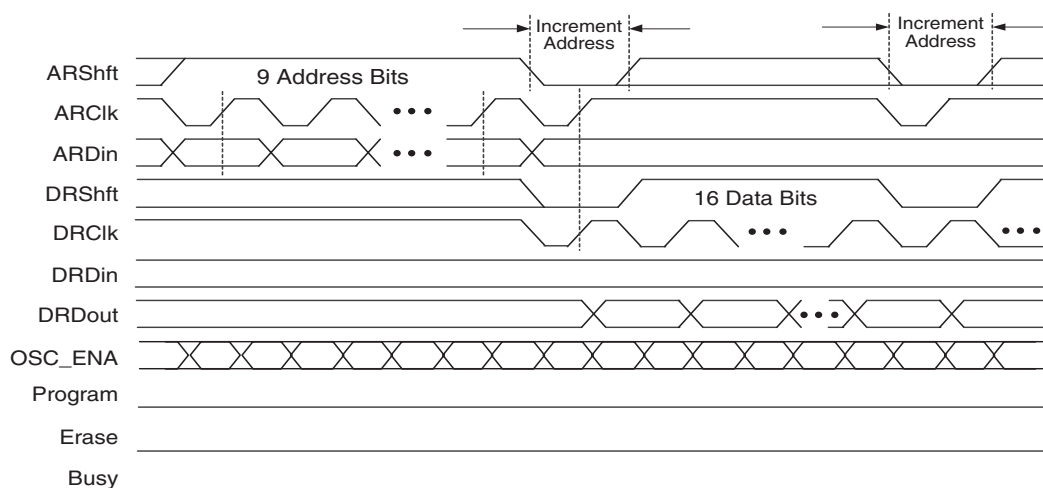 Increment
Address
Increment
Address
ARShft
9 Address Bits
ARClk
ARDin
DRShft
16 Data Bits
DRClk
DRDin
DRDout
OSC_ENA
Program
Erase
Busy